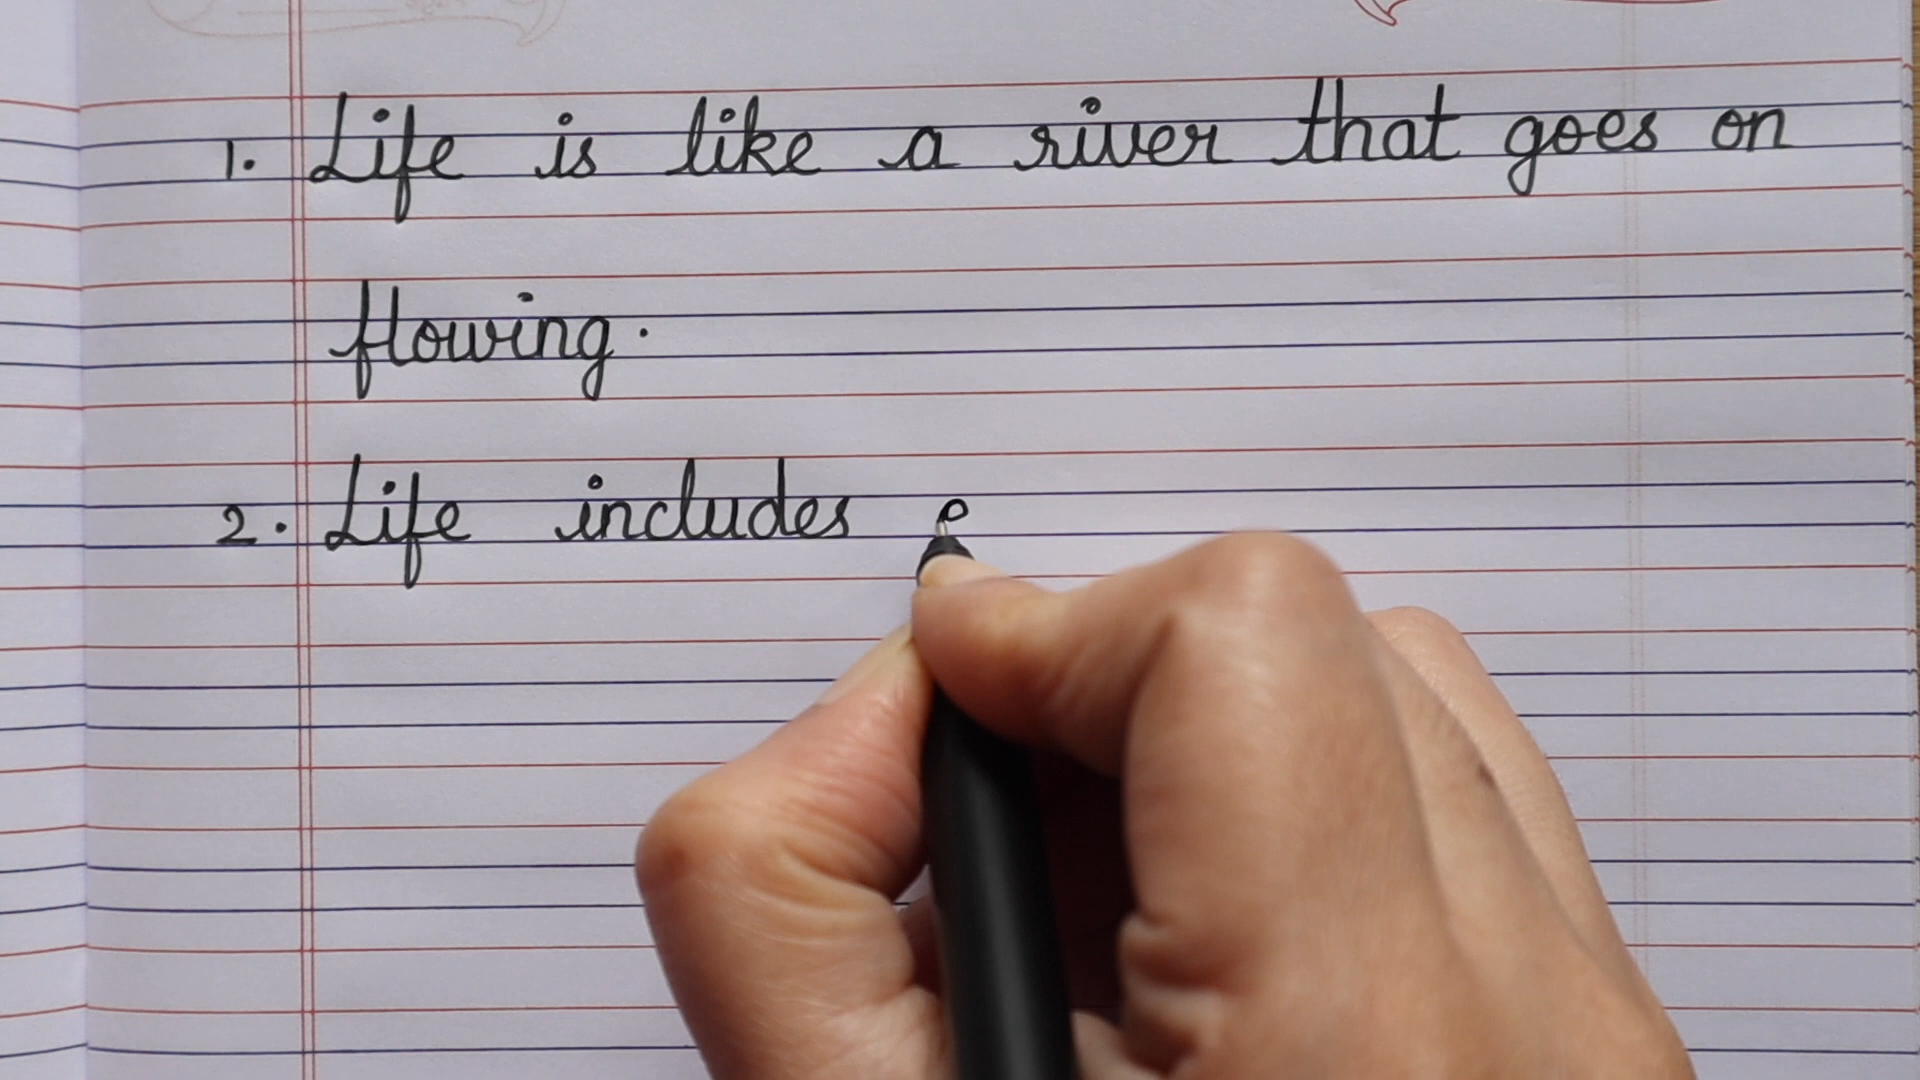 1. Life is like a river that goes on
flowing.
2. Life includes